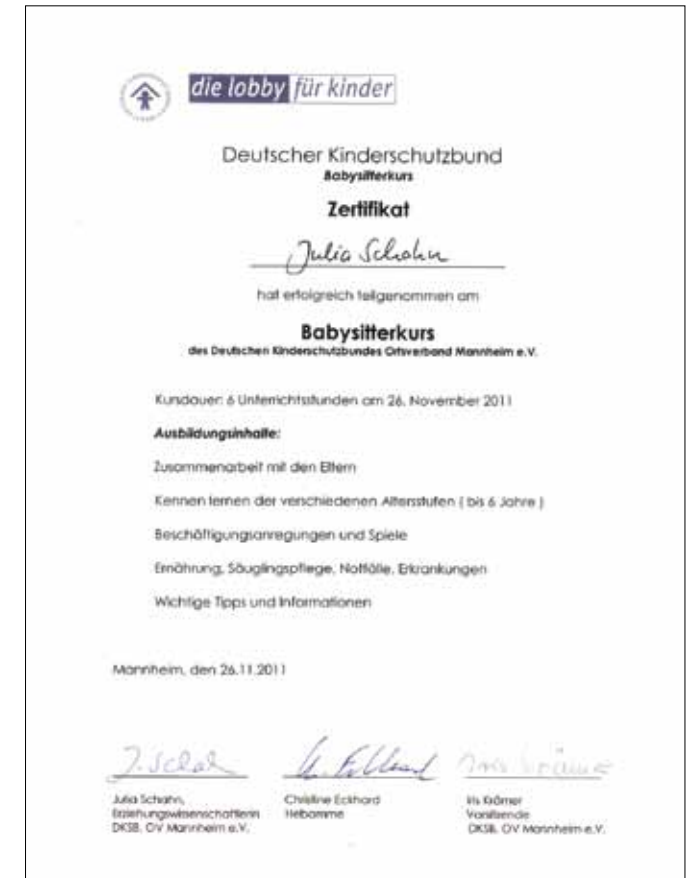 die lobby für kinder
Deutscher Kinderschutzbund
Babysitterkurs
Zertifikat
Julia Schahn
hat erfolgreich teilgenommen am
Babysitterkurs
des Deutschen Kinderschutzbundes Ortsverband Mannheim e.V.
Kursdauer: 6 Unterrichtsstunden am 26. November 2011
Ausbildungsinhalte:
Zusammenarbeit mit den Eltern
Kennen lernen der verschiedenen Altersstufen ( bis 6 Jahre )
Beschäftigungsanregungen und Spiele
Ernährung, Säuglingspflege, Notfälle, Erkrankungen
Wichtige Tipps und Informationen
Mannheim, den 26.11.2011
J. Schah
Iris Krämer
Julia Schahn,
Erziehungswissenschaftlerin
DKSB, OV Mannheim e.V.
Christine Eckhard
Hebamme
Iris Krämer
Vorsitzende
DKSB, OV Mannheim e.V.